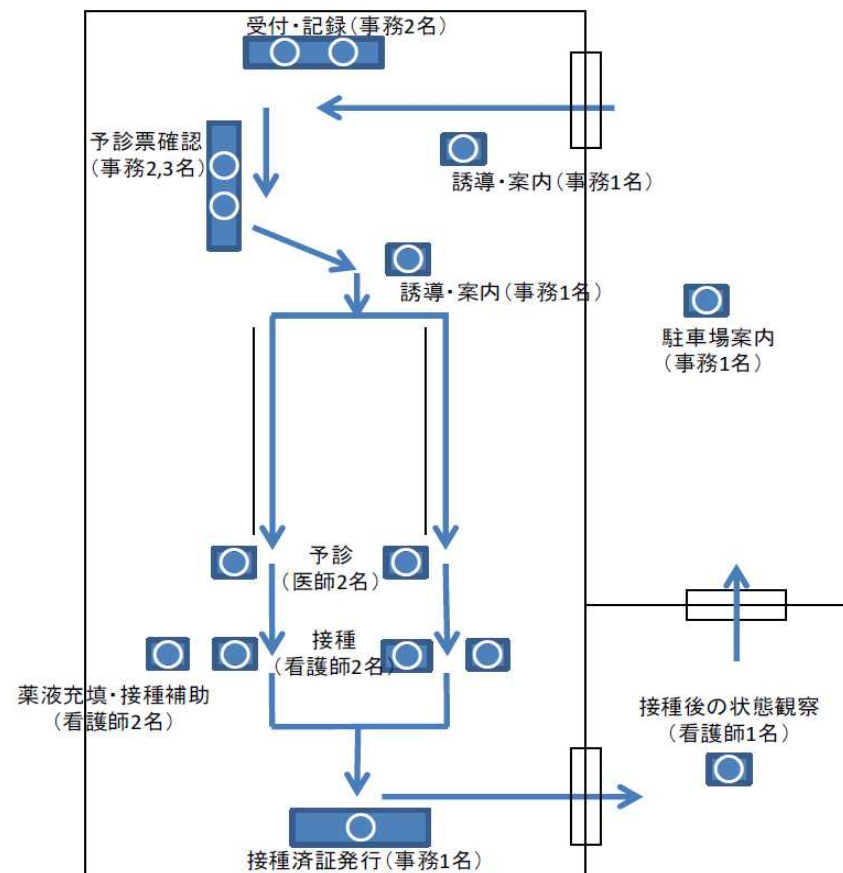 受付・記録(事務2名)
予診票確認
(事務2,3名)
誘導・案内(事務1名)
誘導・案内(事務1名)
駐車場案内
(事務1名)
予診
(医師2名)
接種
(看護師2名)
薬液充填・接種補助
(看護師2名)
接種後の状態観察
(看護師1名)
接種済証発行(事務1名)